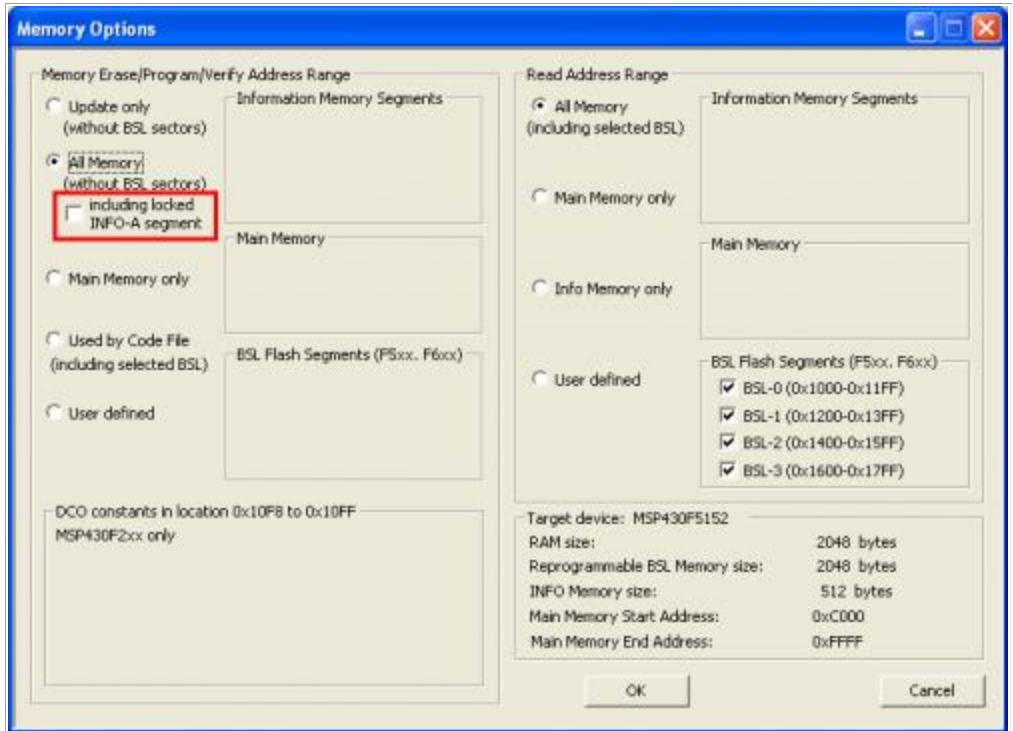 Memory Options
Memory Erase/Program/Verify Address Range
Update only
(without BSL sectors)
All Memory
(without BSL sectors)
including locked
INFO-A segment
Main Memory only
Used by Code File
(including selected BSL)
User defined
Information Memory Segments
Main Memory
BSL Flash Segments (F5xx. F6xx)
DCO constants in location 0x10F8 to 0x10FF
MSP430F2xx only
Read Address Range
All Memory
(including selected BSL)
Main Memory only
Info Memory only
User defined
Information Memory Segments
Main Memory
BSL Flash Segments (F5xx. F6xx)
BSL-0 (0x1000-0x11FF)
BSL-1 (0x1200-0x13FF)
BSL-2 (0x1400-0x15FF)
BSL-3 (0x1600-0x17FF)
Target device: MSP430F5152
RAM size: 2048 bytes
Reprogrammable BSL Memory size: 2048 bytes
INFO Memory size: 512 bytes
Main Memory Start Address: 0xC000
Main Memory End Address: 0xFFFF
OK
Cancel